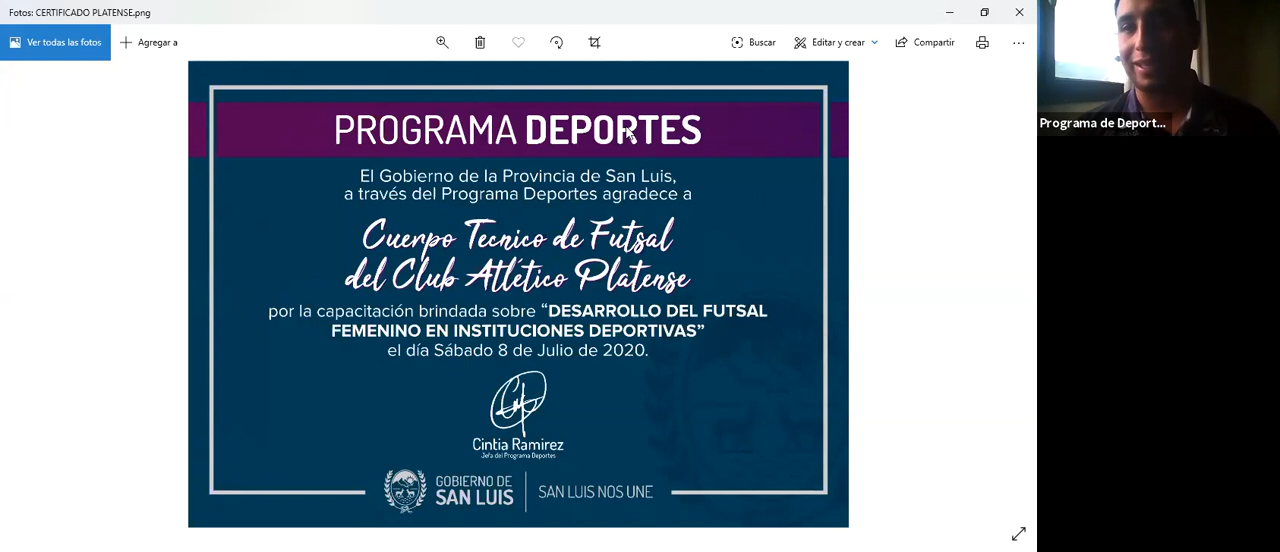 Fotos: CERTIFICADO PLATENSE.png
Ver todas las fotos
Agregar a
Buscar
Editar y crear
Compartir
PROGRAMA DEPORTES
El Gobierno de la Provincia de San Luis,
a través del Programa Deportes agradece a
Cuerpo Tecnico de Futsal
del Club Atlético Platense
por la capacitación brindada sobre “DESARROLLO DEL FUTSAL
FEMENINO EN INSTITUCIONES DEPORTIVAS”
el día Sábado 8 de Julio de 2020.
Cintia Ramirez
Jefa del Programa Deportes
GOBIERNO DE
SAN LUIS
SAN LUIS NOS UNE
Programa de Deport...